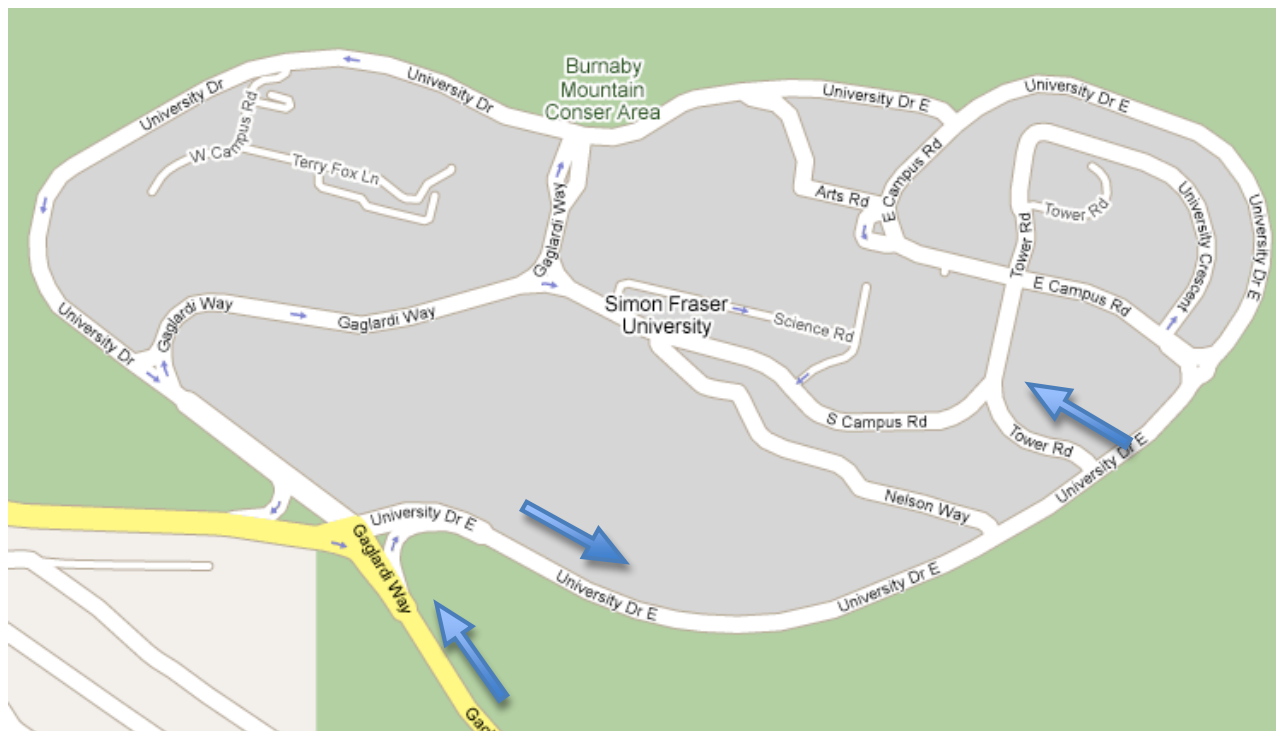 Burnaby
Mountain
Conser Area
University Dr
University Dr
University Dr E
University Dr E
W Campus Rd
Terry Fox Ln
Arts Rd
E Campus Rd
Tower Rd
University Crescent
University Dr E
Gaglardi Way
Tower Rd
E Campus Rd
University Dr
Gaglardi Way
Gaglardi Way
Simon Fraser
University
Science Rd
S Campus Rd
Tower Rd
University Dr E
Nelson Way
University Dr E
Gaglardi Way
University Dr E
University Dr E